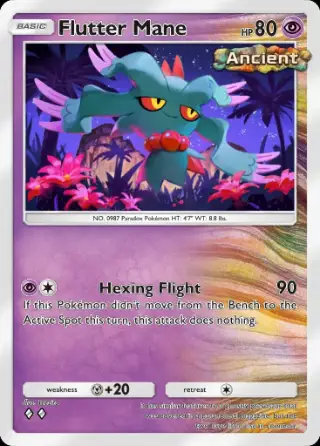 BASIC Flutter Mane HP 80
Ancient
NO. 0987 Paradox Pokémon HT: 4'7" WT: 8.8 lbs.
Hexing Flight 90
If this Pokémon didn't move from the Bench to the
Active Spot this turn, this attack does nothing.
weakness +20 retreat